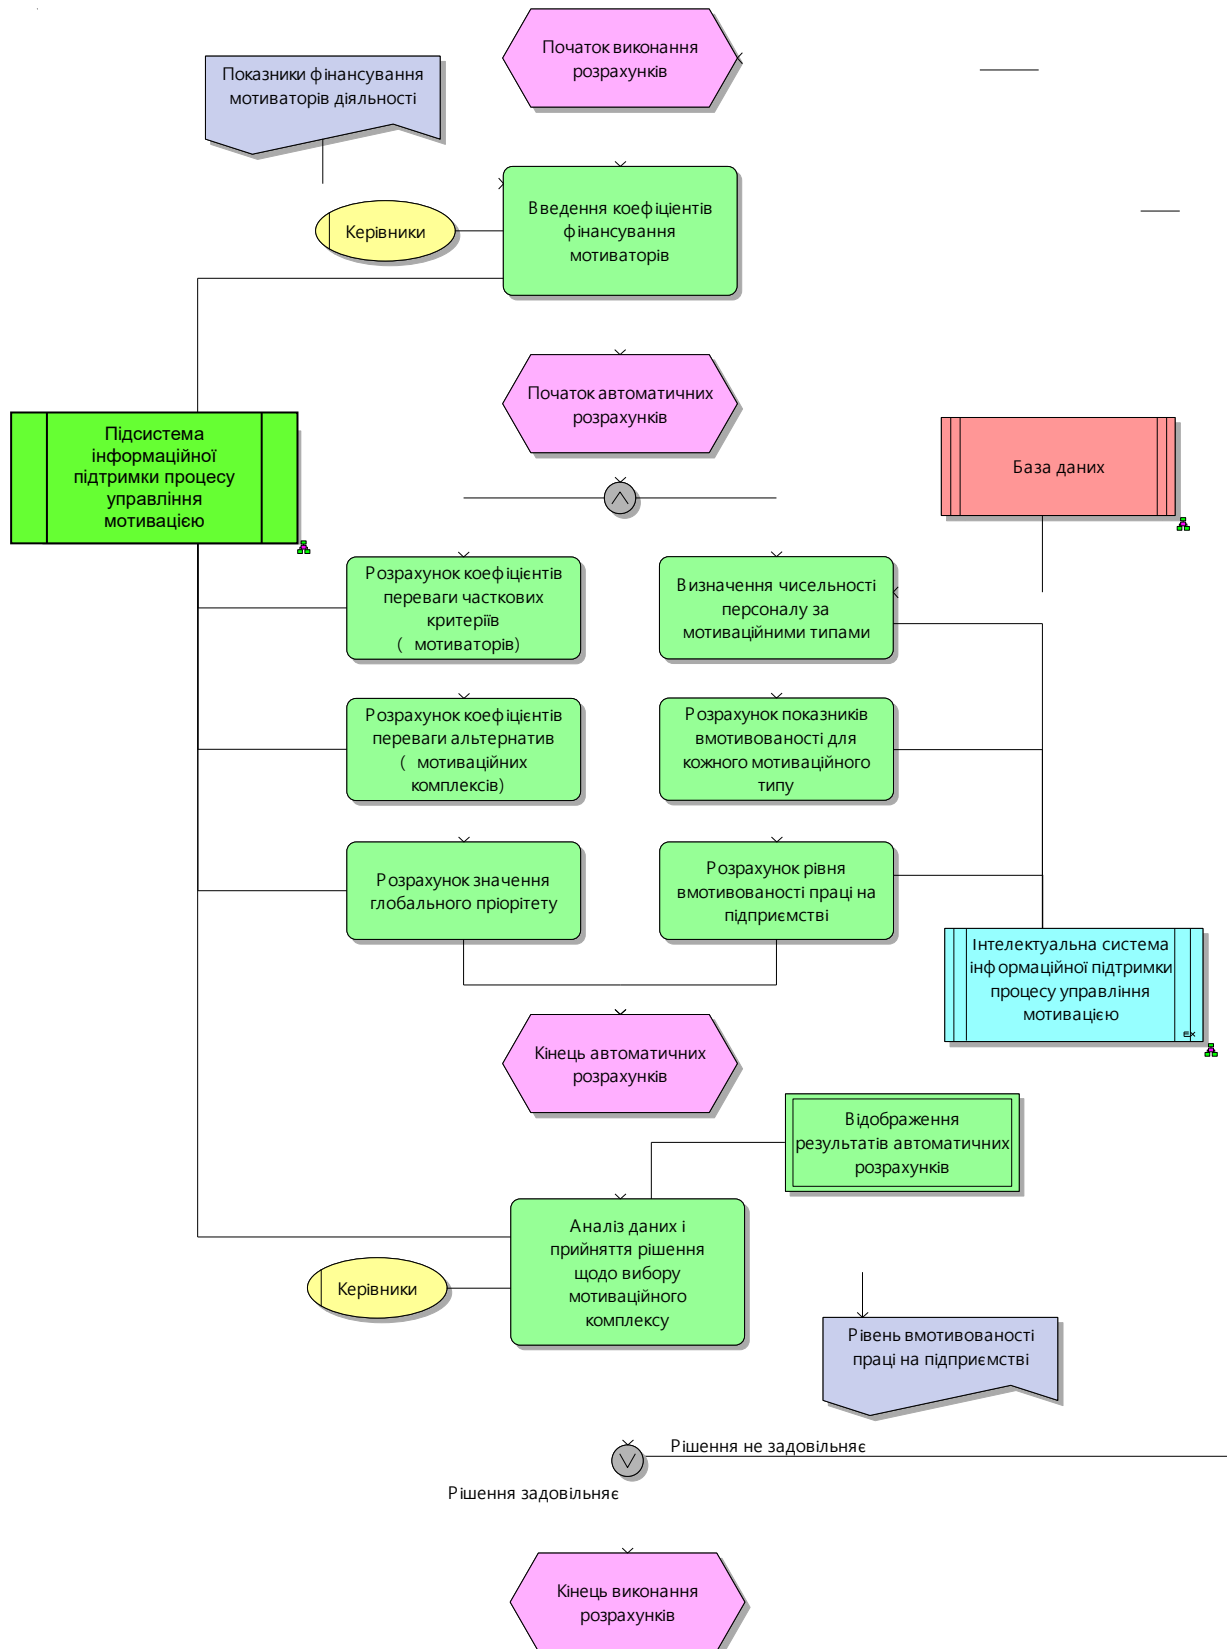 Початок виконання
розрахунків
Показники фінансування
мотиваторів діяльності
Введення коефіціентів
фінансування
мотиваторів
Керівники
Початок автоматичних
розрахунків
Підсистема
інформаційної
підтримки процесу
управління
мотивацією
База даних
Розрахунок коефіцієнтів
переваги часткових
критеріїв
( мотиваторів)
Визначення чисельності
персоналу за
мотиваційними типами
Розрахунок коефіцієнтів
переваги альтернатив
( мотиваційних
комплексів)
Розрахунок показників
вмотивованості для
кожного мотиваційного
типу
Розрахунок значення
глобального пріорітету
Розрахунок рівня
вмотивованості праці на
підприємстві
Інтелектуальна система
інформаційної підтримки
процесу управління
мотивацією
EX
Кінець автоматичних
розрахунків
Відображення
результатів автоматичних
розрахунків
Аналіз даних і
прийняття рішення
щодо вибору
мотиваційного
комплексу
Керівники
Рівень вмотивованості
праці на підприємстві
Рішення не задовільняє
Рішення задовільняє
Кінець виконання
розрахунків